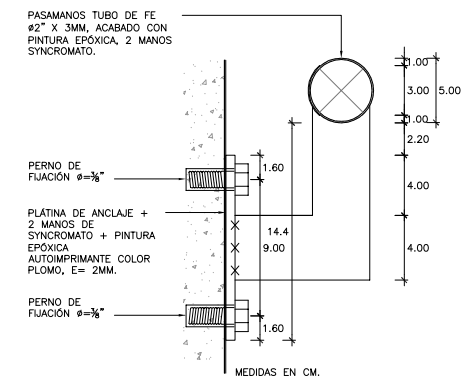 PASAMANOS TUBO DE FE
Ø2" X 3MM, ACABADO CON
PINTURA EPÓXICA, 2 MANOS
SYNCROMATO.
1.00
3.00
5.00
1.00
2.20
PERNO DE
FIJACIÓN Ø=⅜"
1.60
4.00
PLÁTINA DE ANCLAJE +
2 MANOS DE
SYNCROMATO + PINTURA
EPÓXICA
AUTOIMPRIMANTE COLOR
PLOMO, E= 2MM.
14.4
9.00
4.00
PERNO DE
FIJACIÓN Ø=⅜"
1.60
MEDIDAS EN CM.